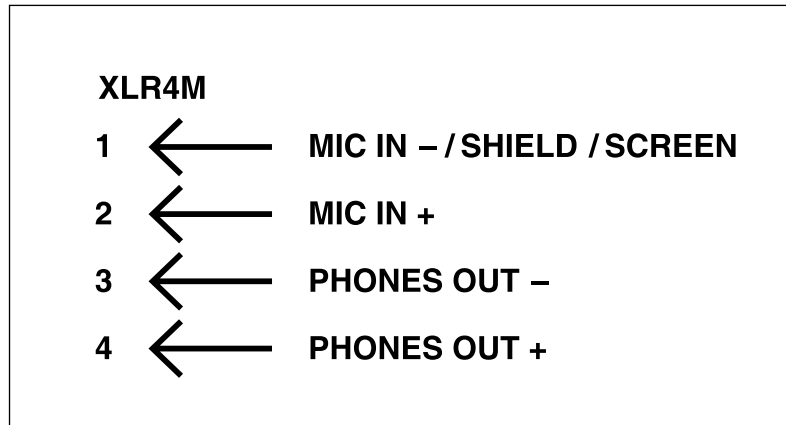 XLR4M
1 MIC IN – / SHIELD / SCREEN
2 MIC IN +
3 PHONES OUT –
4 PHONES OUT +